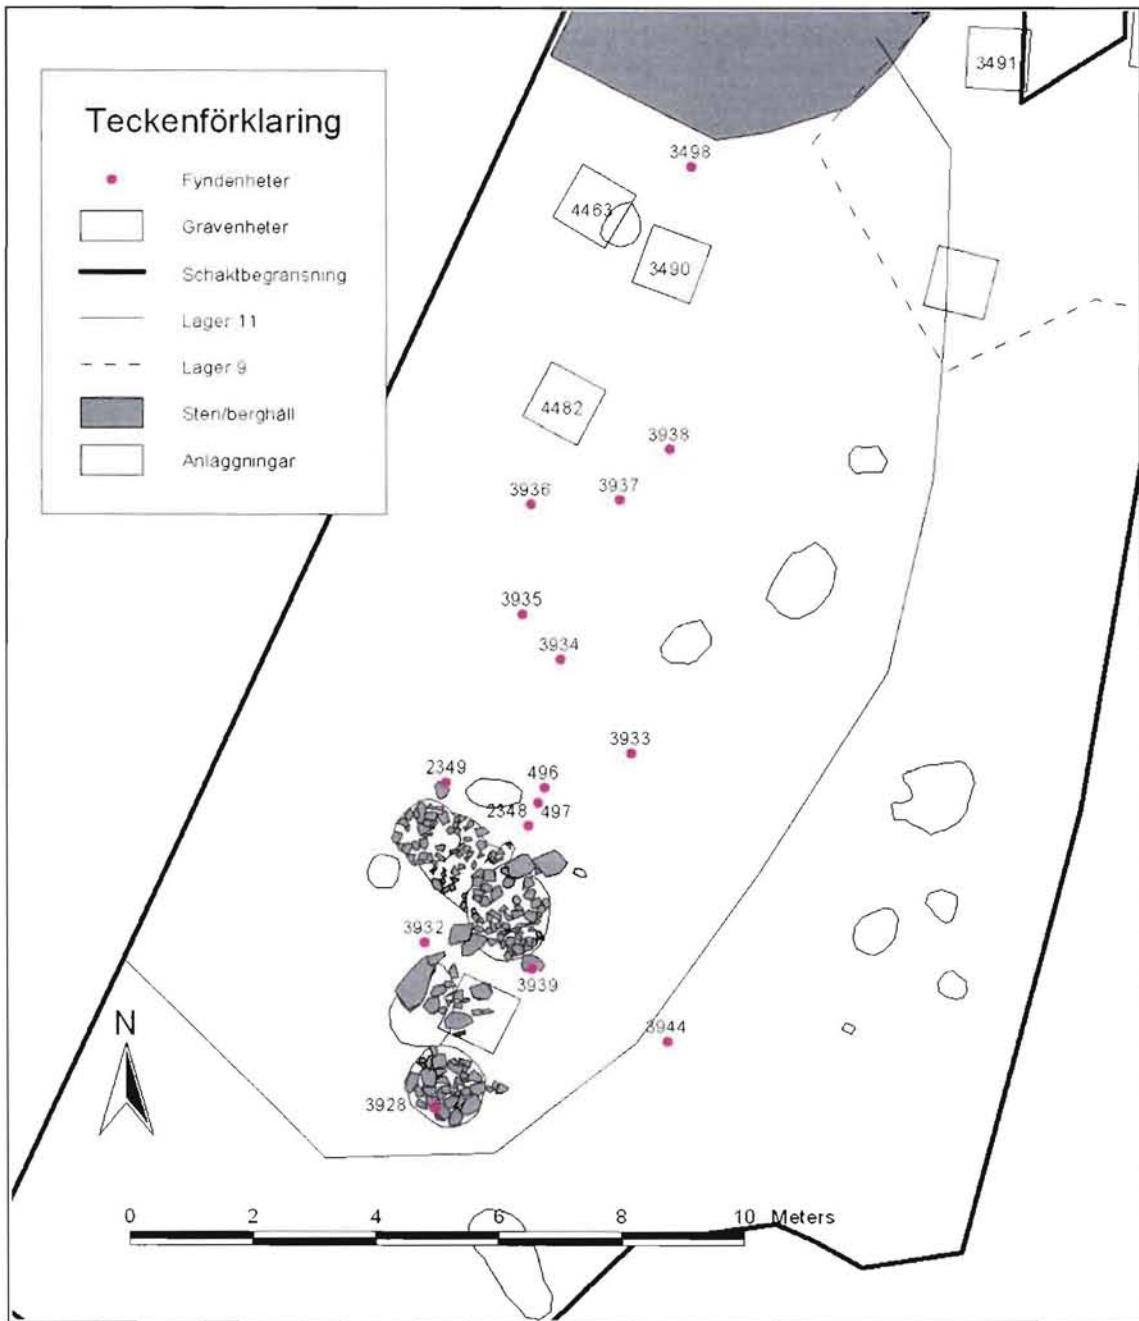 Teckenförklaring
Fyndenheter
Grävenheter
Schaktbegränsning
Lager 11
Lager 9
Sten/berghäll
Anläggningar
3491
3498
4463
3490
4482
3938
3936
3937
3935
3934
3933
2349
496
2348
497
3932
3939
3944
3928
N
0 2 4 6 8 10 Meters